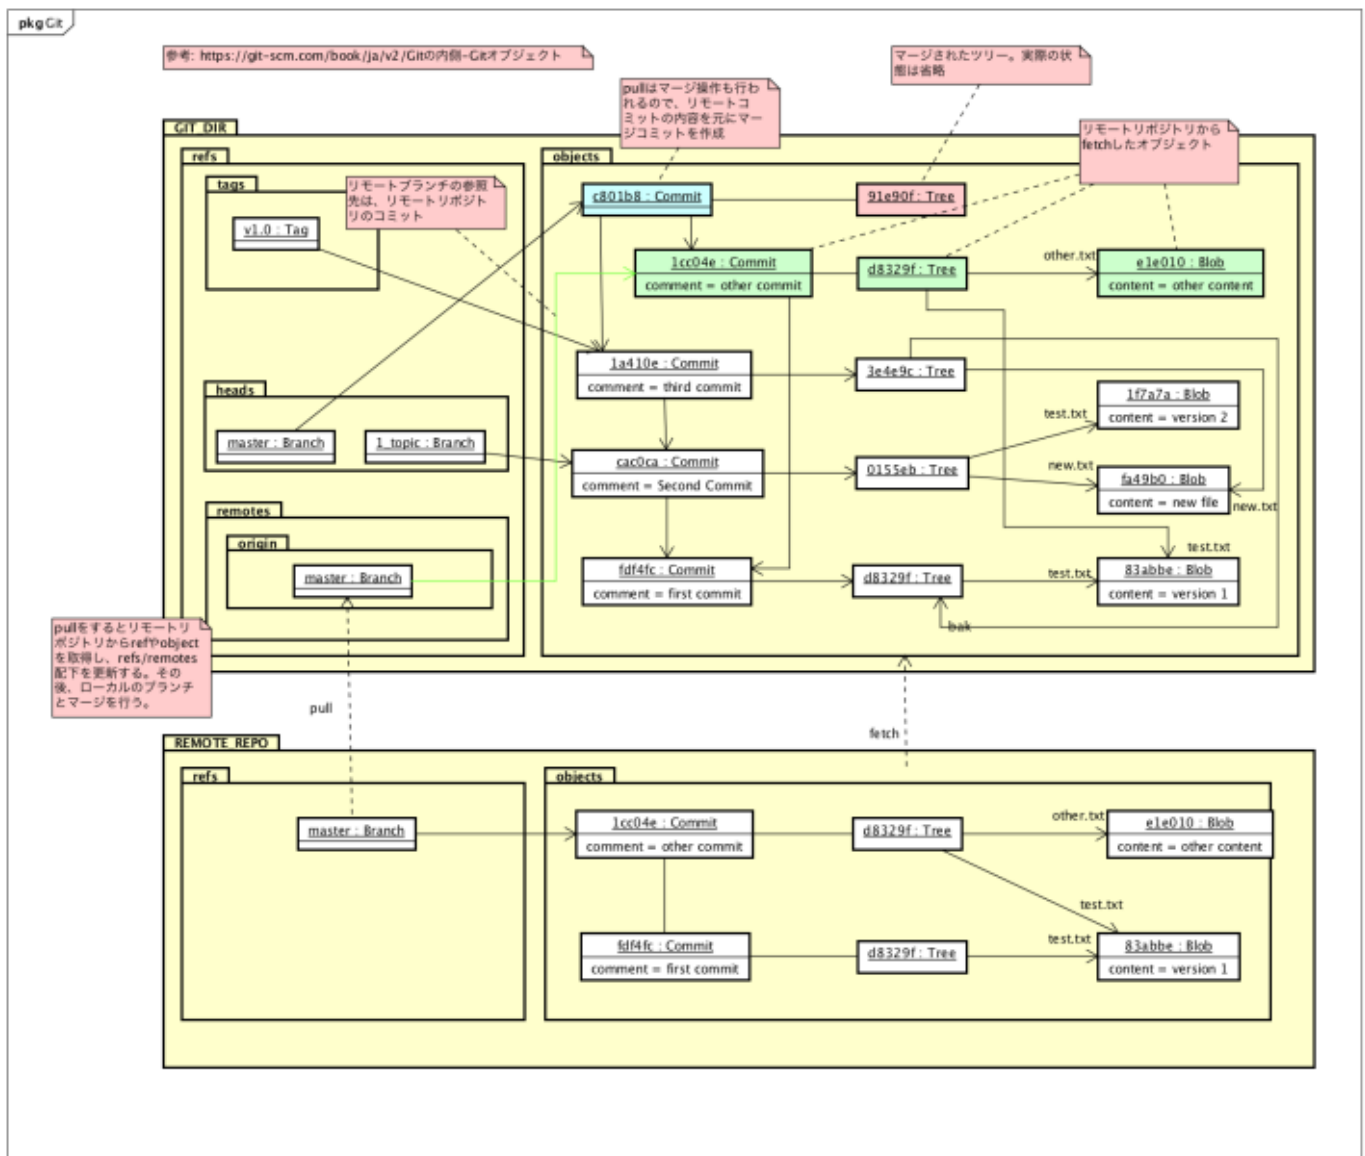 pkg Git
参考: https://git-scm.com/book/ja/v2/Gitの内側-Gitオブジェクト
マージされたツリー。実際の状
態は省略
pullはマージ操作も行わ
れるので、リモートコ
ミットの内容を元にマー
ジコミットを作成
リモートリポジトリから
fetchしたオブジェクト
GIT_DIR
refs
objects
tags
リモートブランチの参照
先は、リモートリポジト
リのコミット
v1.0 : Tag
c801b8 : Commit
91e90f : Tree
1cc04e : Commit
comment = other commit
d8329f : Tree
other.txt
e1e010 : Blob
content = other content
1a410e : Commit
comment = third commit
3e4e9c : Tree
heads
master : Branch
1_topic : Branch
1f7a7a : Blob
content = version 2
test.txt
cac0ca : Commit
comment = Second Commit
0155eb : Tree
new.txt
fa49b0 : Blob
content = new file
new.txt
remotes
origin
master : Branch
fdf4fc : Commit
comment = first commit
d8329f : Tree
test.txt
test.txt
83abbe : Blob
content = version 1
bak
pullをするとリモートリ
ポジトリからrefやobject
を取得し、refs/remotes
配下を更新する。その
後、ローカルのブランチ
とマージを行う。
pull
fetch
REMOTE_REPO
refs
objects
master : Branch
1cc04e : Commit
comment = other commit
d8329f : Tree
other.txt
e1e010 : Blob
content = other content
test.txt
fdf4fc : Commit
comment = first commit
d8329f : Tree
test.txt
83abbe : Blob
content = version 1